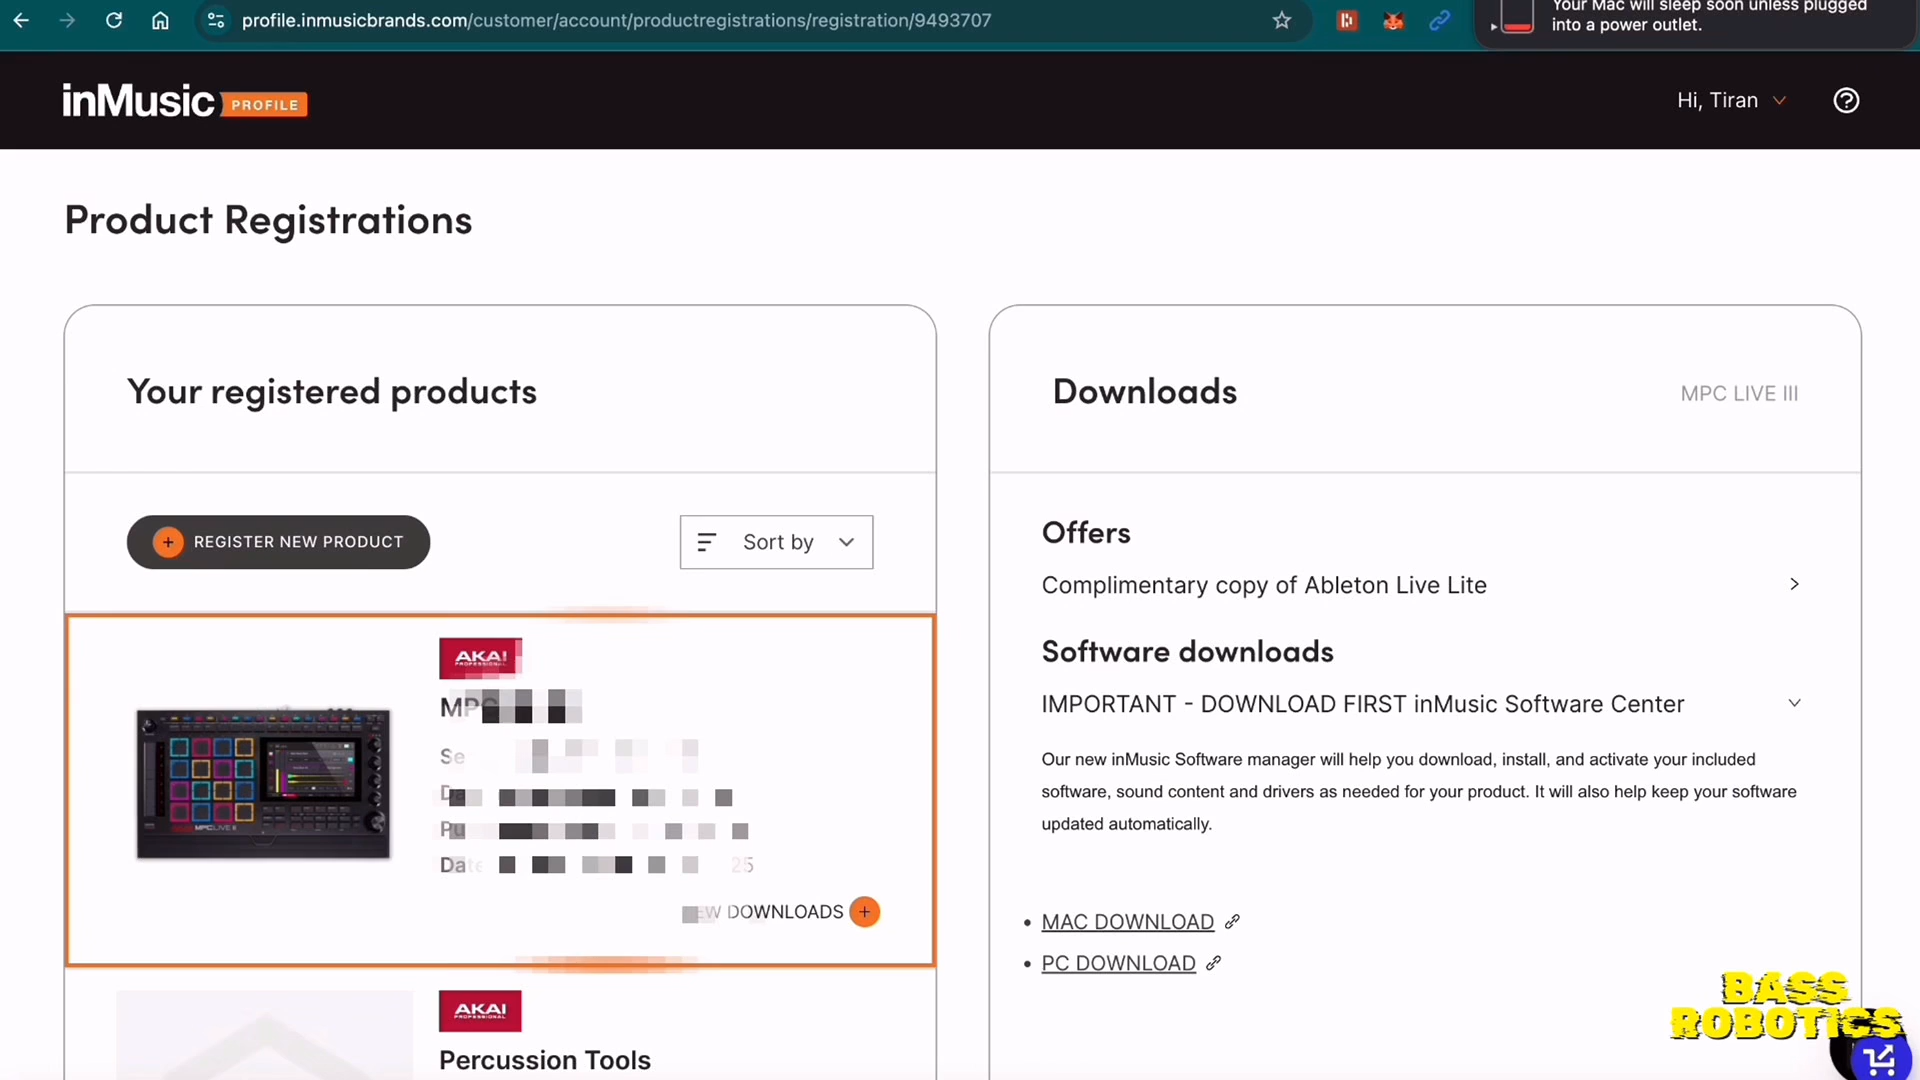 profile.inmusicbrands.com/customer/account/productregistrations/registration/9493707
Your Mac will sleep soon unless plugged
into a power outlet.
inMusic PROFILE
Hi, Tiran
Product Registrations
Your registered products
REGISTER NEW PRODUCT
Sort by
AKAI
PROFESSIONAL
Date
25
DOWNLOADS
AKAI
PROFESSIONAL
Percussion Tools
Downloads
MPC LIVE III
Offers
Complimentary copy of Ableton Live Lite
Software downloads
IMPORTANT - DOWNLOAD FIRST inMusic Software Center
Our new inMusic Software manager will help you download, install, and activate your included
software, sound content and drivers as needed for your product. It will also help keep your software
updated automatically.
MAC DOWNLOAD
PC DOWNLOAD
BASS
ROBOTICS